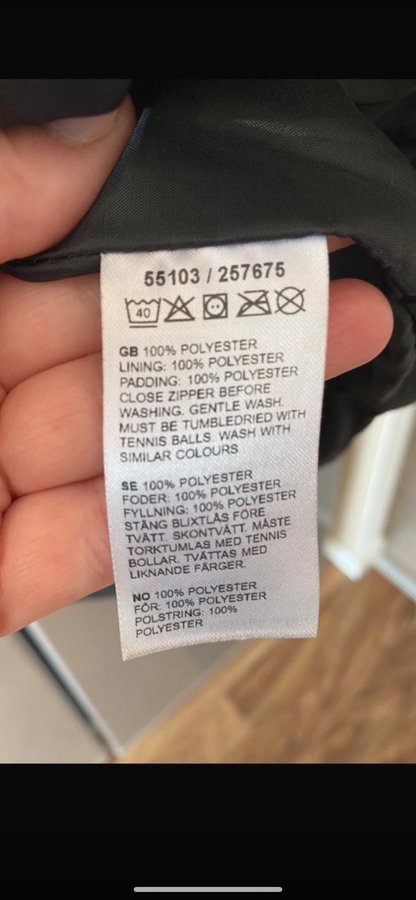 55103 / 257675
40
GB 100% POLYESTER
LINING: 100% POLYESTER
PADDING: 100% POLYESTER
CLOSE ZIPPER BEFORE
WASHING. GENTLE WASH.
MUST BE TUMBLEDRIED WITH
TENNIS BALLS. WASH WITH
SIMILAR COLOURS
SE 100% POLYESTER
FODER: 100% POLYESTER
FYLLNING: 100% POLYESTER
STÄNG BLIXTLÅS FÖRE
TVÄTT. SKONTVÄTT. MÅSTE
TORKTUMLAS MED TENNIS
BOLLAR. TVÄTTAS MED
LIKNANDE FÄRGER.
NO 100% POLYESTER
FÔR: 100% POLYESTER
POLSTRING: 100%
POLYESTER